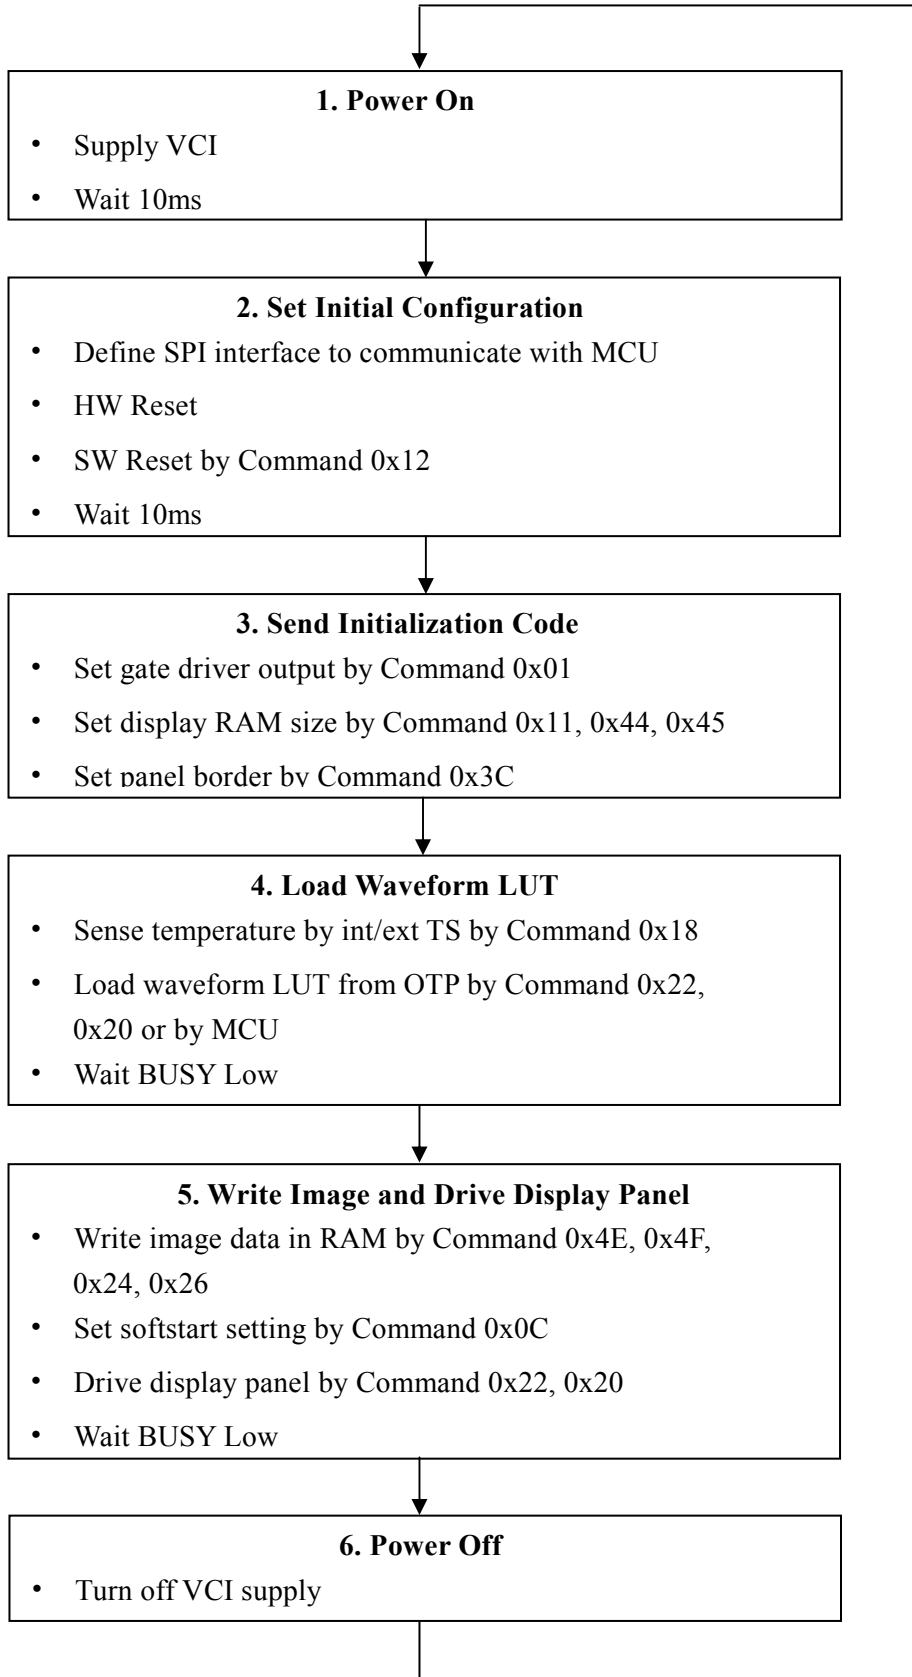 1. Power On
• Supply VCI
• Wait 10ms
2. Set Initial Configuration
• Define SPI interface to communicate with MCU
• HW Reset
• SW Reset by Command 0x12
• Wait 10ms
3. Send Initialization Code
• Set gate driver output by Command 0x01
• Set display RAM size by Command 0x11, 0x44, 0x45
• Set panel border by Command 0x3C
4. Load Waveform LUT
• Sense temperature by int/ext TS by Command 0x18
• Load waveform LUT from OTP by Command 0x22,
0x20 or by MCU
• Wait BUSY Low
5. Write Image and Drive Display Panel
• Write image data in RAM by Command 0x4E, 0x4F,
0x24, 0x26
• Set softstart setting by Command 0x0C
• Drive display panel by Command 0x22, 0x20
• Wait BUSY Low
6. Power Off
• Turn off VCI supply